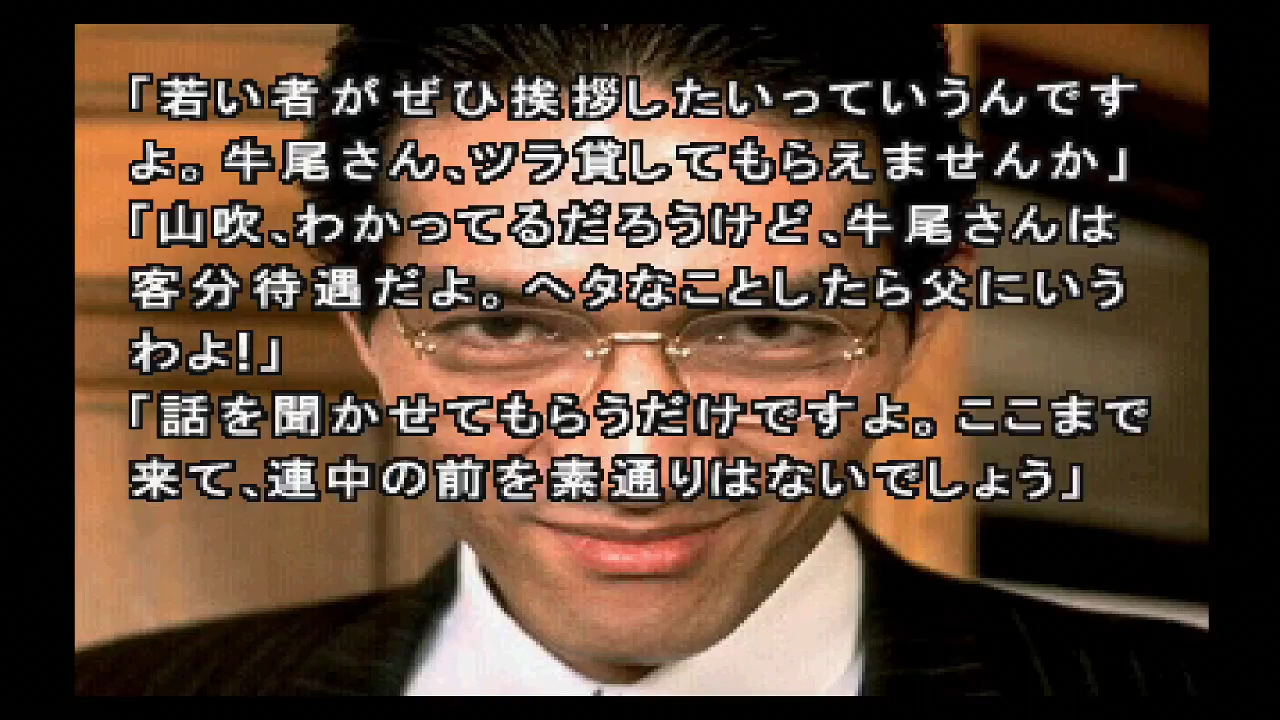 「若い者がぜひ挨拶したいっていうんです
よ。牛尾さん、ツラ貸してもらえませんか」
「山吹、わかってるだろうけど、牛尾さんは
客分待遇だよ。ヘタなことしたら父にいう
わよ!」
「話を聞かせてもらうだけですよ。ここまで
来て、連中の前を素通りはないでしょう」